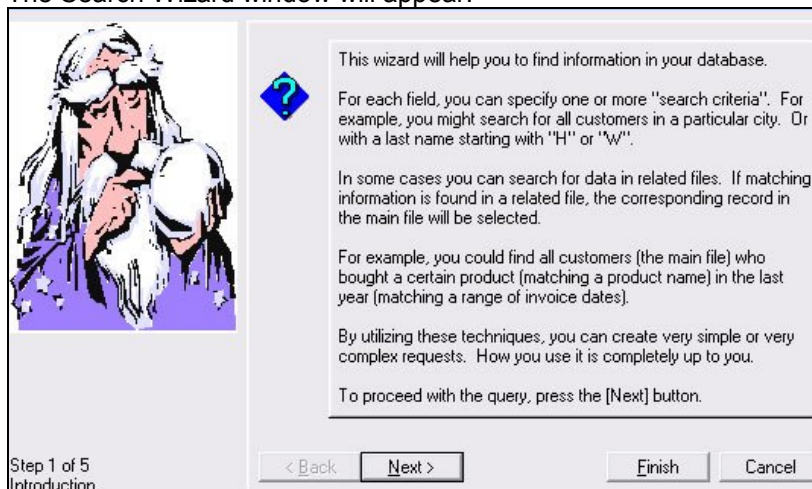 The Search Wizard window will appear:
This wizard will help you to find information in your database.
For each field, you can specify one or more "search criteria". For
example, you might search for all customers in a particular city. Or
with a last name starting with "H" or "W".
In some cases you can search for data in related files. If matching
information is found in a related file, the corresponding record in
the main file will be selected.
For example, you could find all customers (the main file) who
bought a certain product (matching a product name) in the last
year (matching a range of invoice dates).
By utilizing these techniques, you can create very simple or very
complex requests. How you use it is completely up to you.
To proceed with the query, press the [Next] button.
Step 1 of 5
Introduction
< Back Next > Finish Cancel